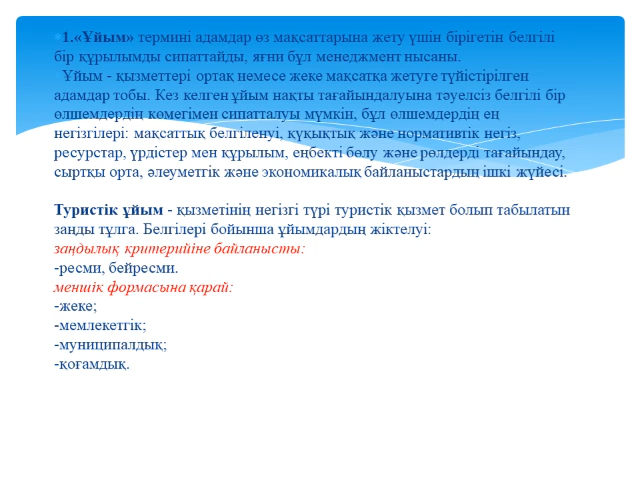 1.«Ұйым» термині адамдар өз мақсаттарына жету үшін бірігетін белгілі
бір құрылымды сипаттайды, яғни бұл менеджмент нысаны.
Ұйым - қызметтері ортақ немесе жеке мақсатқа жетуге түйістірілген
адамдар тобы. Кез келген ұйым нақты тағайындалуына тәуелсіз белгілі бір
өлшемдердің көмегімен сипатталуы мүмкін, бұл өлшемдердің ең
негізгілері: мақсаттық белгіленуі, құқықтық және нормативтік негіз,
ресурстар, үрдістер мен құрылым, еңбекті бөлу және рөлдерді тағайындау,
сыртқы орта, әлеуметгік және экономикалық байланыстардың ішкі жүйесі.
Туристік ұйым - қызметінің негізгі түрі туристік қызмет болып табылатын
заңды тұлға. Белгілері бойынша ұйымдардың жіктелуі:
заңдылық критерийіне байланысты:
-ресми, бейресми.
меншік формасына қарай:
-жеке;
-мемлекетгік;
-муниципалдық;
-қоғамдық.